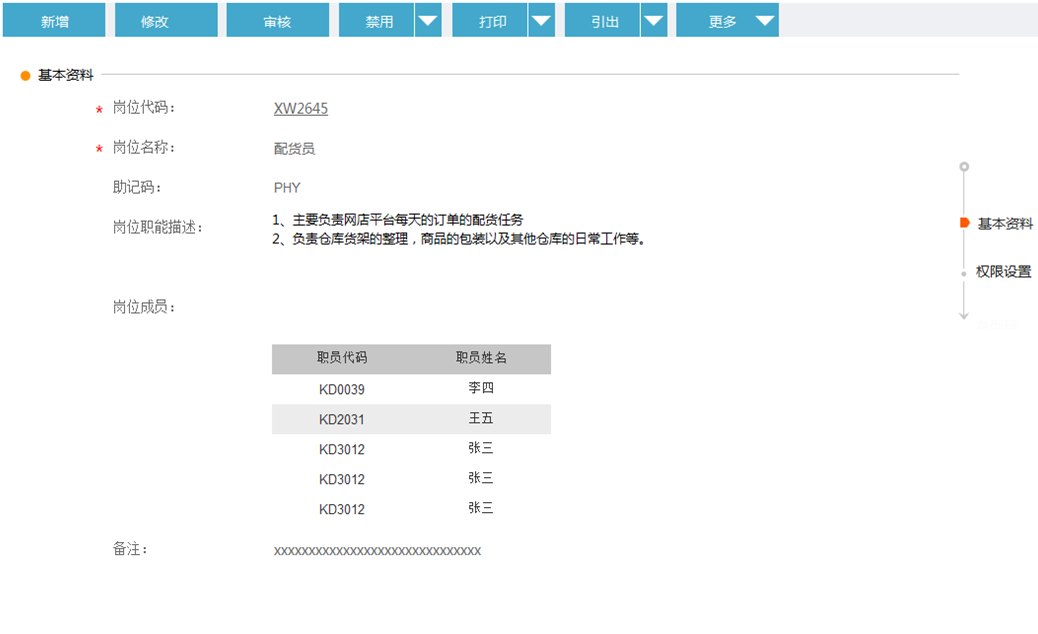 新增 修改 审核 禁用 打印 引出 更多
基本资料
* 岗位代码： XW2645
* 岗位名称： 配货员
助记码： PHY
岗位职能描述： 1、主要负责网店平台每天的订单的配货任务
2、负责仓库货架的整理，商品的包装以及其他仓库的日常工作等。
基本资料
权限设置
岗位成员：
职员代码 职员姓名
KD0039 李四
KD2031 王五
KD3012 张三
KD3012 张三
KD3012 张三
备注： xxxxxxxxxxxxxxxxxxxxxxxxxxxxxx